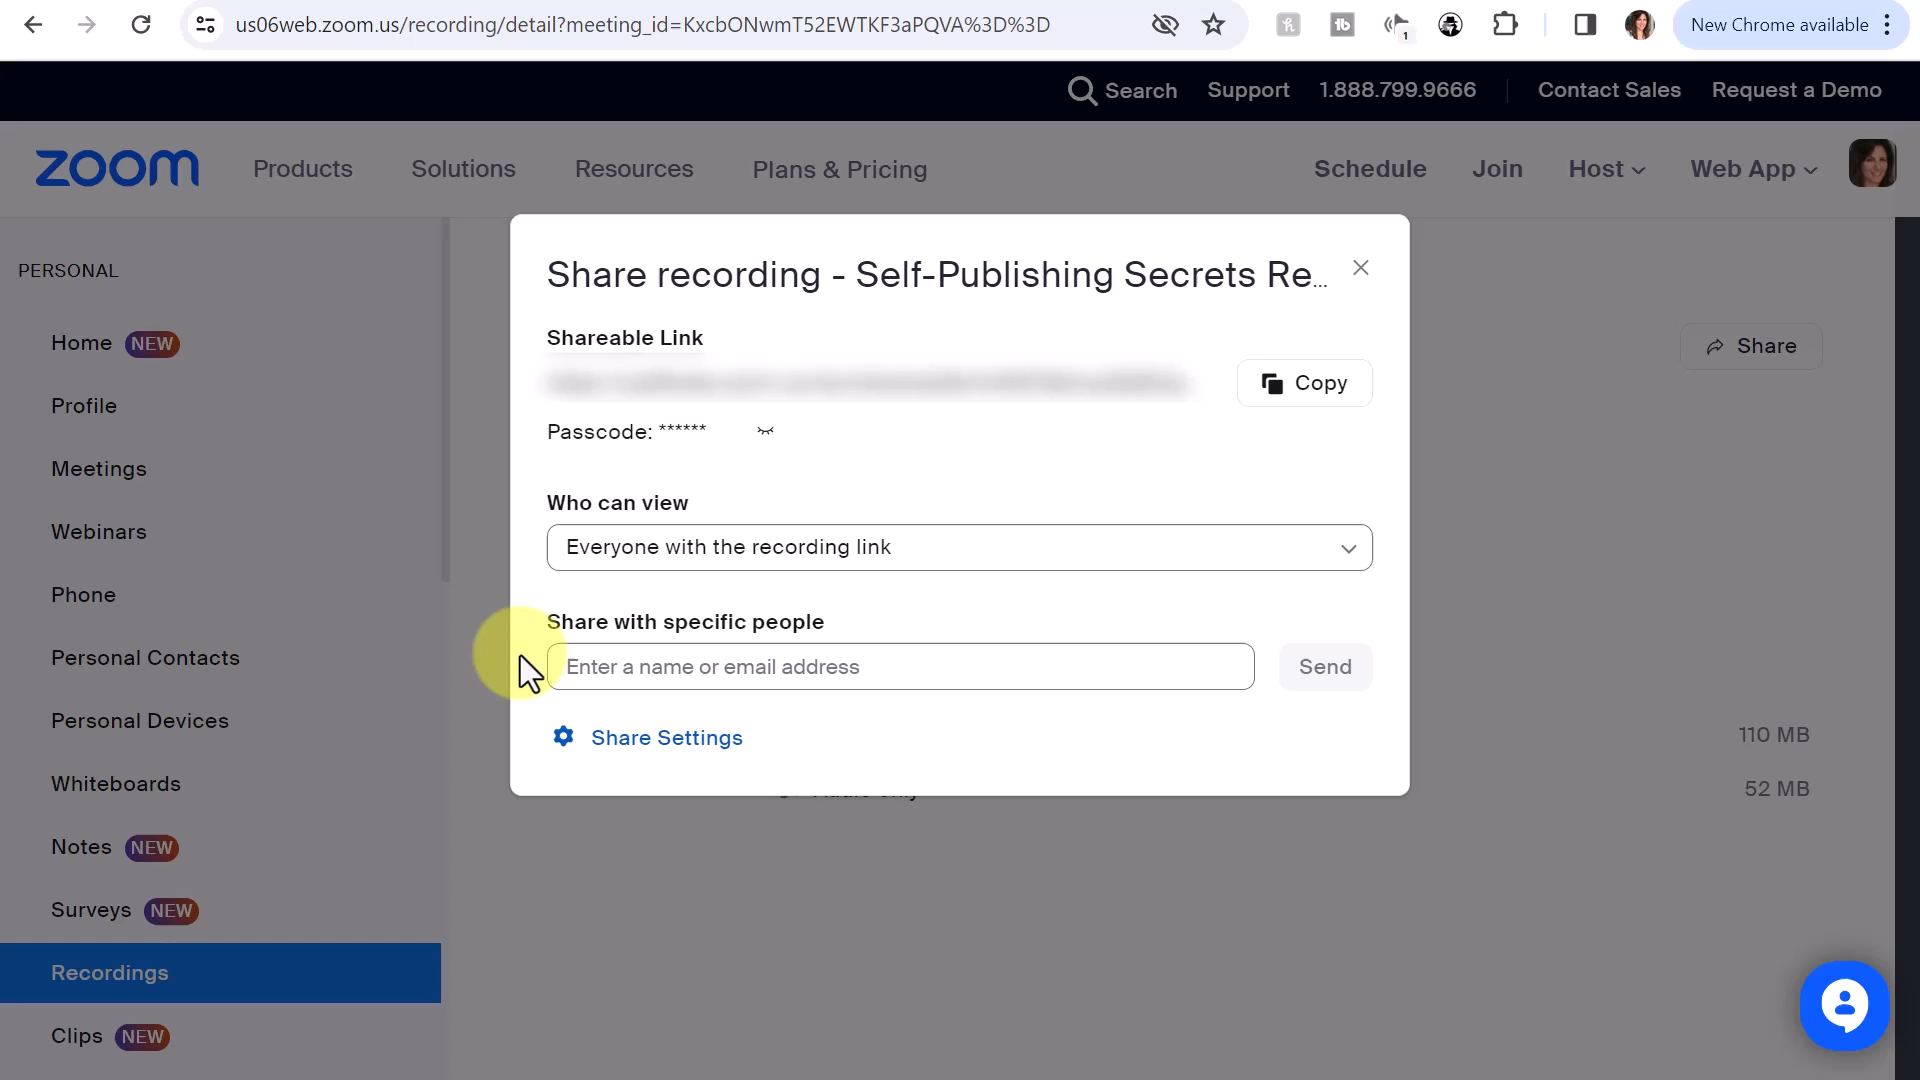 us06web.zoom.us/recording/detail?meeting_id=KxcbONwmT52EWTKF3aPQVA%3D%3D
1
New Chrome available
Search Support 1.888.799.9666 Contact Sales Request a Demo
zoom Products Solutions Resources Plans & Pricing Schedule Join Host Web App
PERSONAL
Home NEW
Profile
Meetings
Webinars
Phone
Personal Contacts
Personal Devices
Whiteboards
Notes NEW
Surveys NEW
Recordings
Clips NEW
Share
Share recording - Self-Publishing Secrets Re...
Shareable Link
Copy
Passcode: ******
Who can view
Everyone with the recording link
Share with specific people
Enter a name or email address
Send
Share Settings
110 MB
52 MB